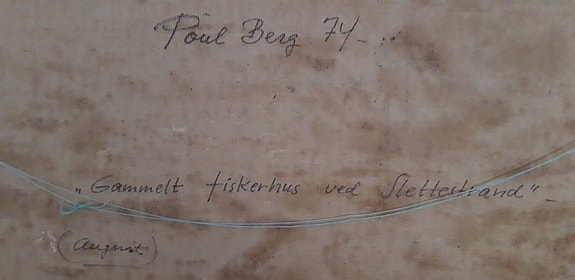 Poul Berg 74-
„Gammelt fiskerhus ved Slettestrand“-
(august)